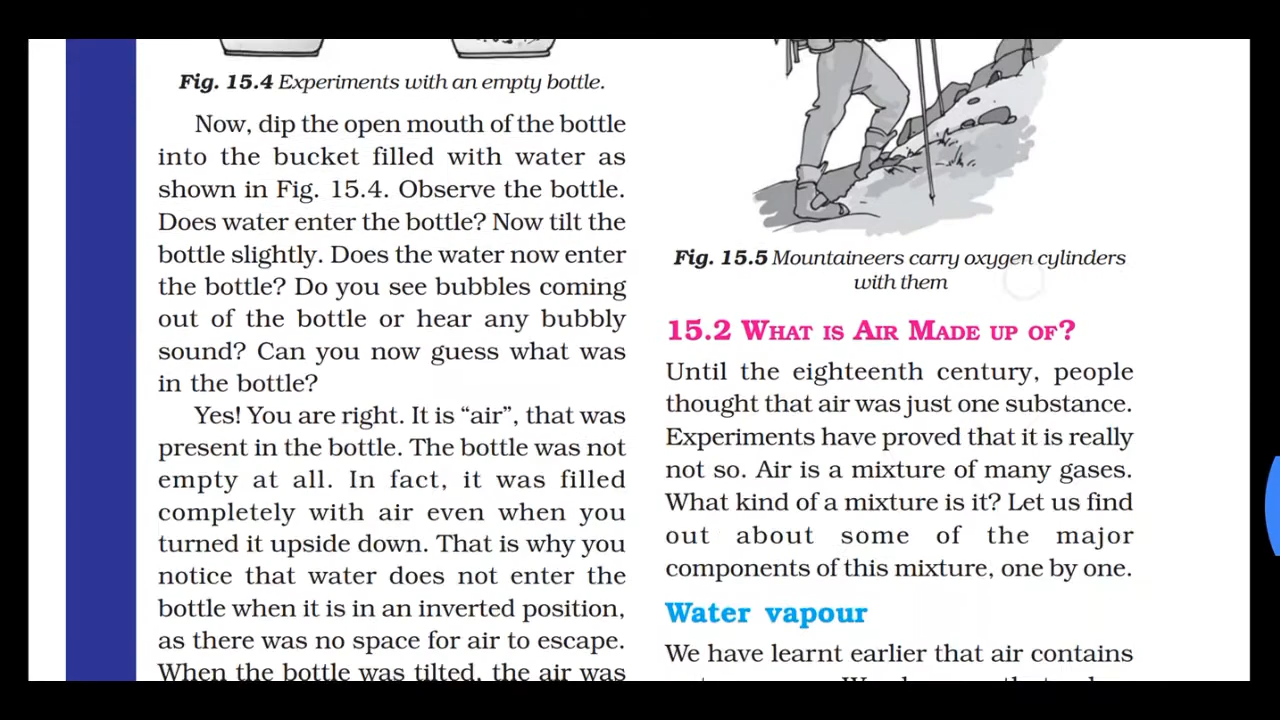 Fig. 15.4 Experiments with an empty bottle.
Now, dip the open mouth of the bottle
into the bucket filled with water as
shown in Fig. 15.4. Observe the bottle.
Does water enter the bottle? Now tilt the
bottle slightly. Does the water now enter
the bottle? Do you see bubbles coming
out of the bottle or hear any bubbly
sound? Can you now guess what was
in the bottle?
Yes! You are right. It is “air”, that was
present in the bottle. The bottle was not
empty at all. In fact, it was filled
completely with air even when you
turned it upside down. That is why you
notice that water does not enter the
bottle when it is in an inverted position,
as there was no space for air to escape.
When the bottle was tilted, the air was
Fig. 15.5 Mountaineers carry oxygen cylinders
with them
15.2 What is Air Made up of?
Until the eighteenth century, people
thought that air was just one substance.
Experiments have proved that it is really
not so. Air is a mixture of many gases.
What kind of a mixture is it? Let us find
out about some of the major
components of this mixture, one by one.
Water vapour
We have learnt earlier that air contains